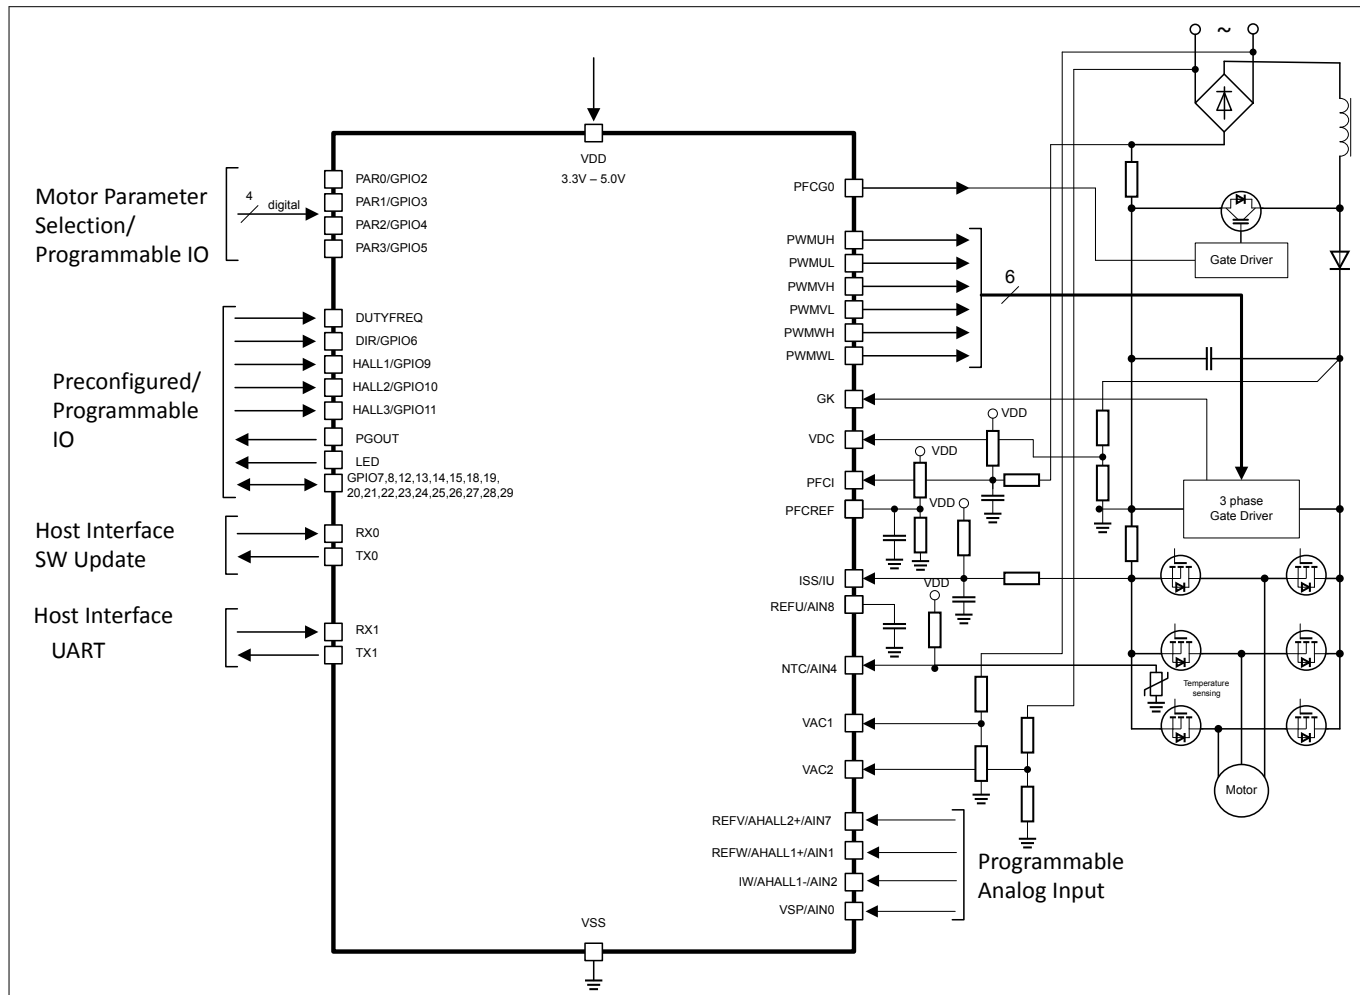 ~
VDD
3.3V – 5.0V
Motor Parameter
Selection/
Programmable IO
4
digital
PAR0/GPIO2
PAR1/GPIO3
PAR2/GPIO4
PAR3/GPIO5
Preconfigured/
Programmable
IO
DUTYFREQ
DIR/GPIO6
HALL1/GPIO9
HALL2/GPIO10
HALL3/GPIO11
PGOUT
LED
GPIO7,8,12,13,14,15,18,19,
20,21,22,23,24,25,26,27,28,29
Host Interface
SW Update
RX0
TX0
Host Interface
UART
RX1
TX1
VSS
PFCG0
PWMUH
PWMUL
PWMVH
PWMVL
PWMWH
PWMWL
6
GK
VDC
PFCI
PFCREF
ISS/IU
REFU/AIN8
NTC/AIN4
VAC1
VAC2
REFV/AHALL2+/AIN7
REFW/AHALL1+/AIN1
IW/AHALL1-/AIN2
VSP/AIN0
Programmable
Analog Input
VDD
VDD
VDD
VDD
Gate Driver
3 phase
Gate Driver
Temperature
sensing
Motor